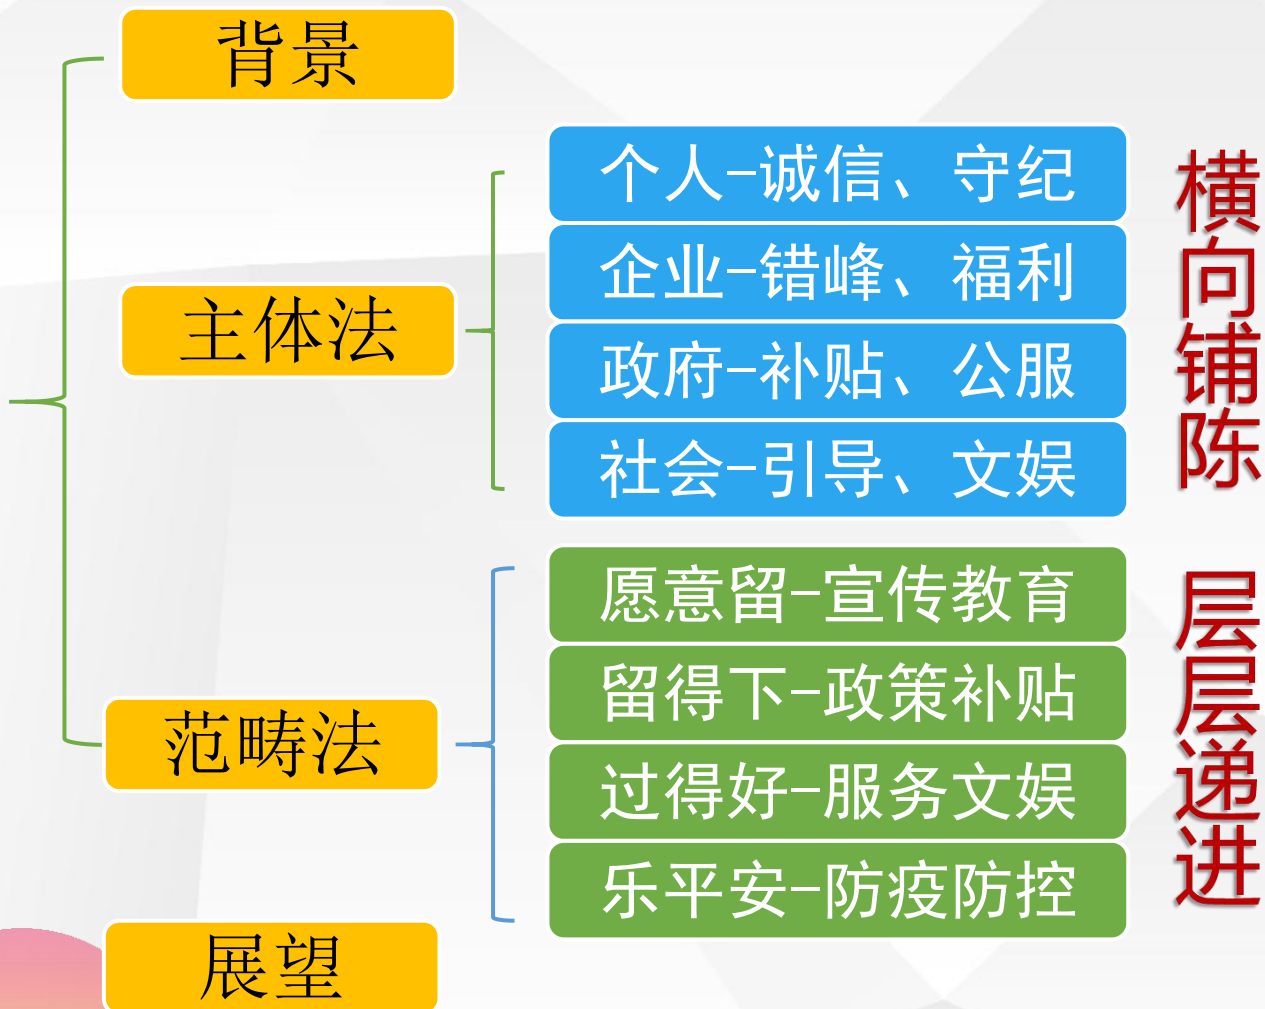 背景
主体法
个人-诚信、守纪
企业-错峰、福利
政府-补贴、公服
社会-引导、文娱
横向铺陈
范畴法
愿意留-宣传教育
留得下-政策补贴
过得好-服务文娱
乐平安-防疫防控
层层递进
展望